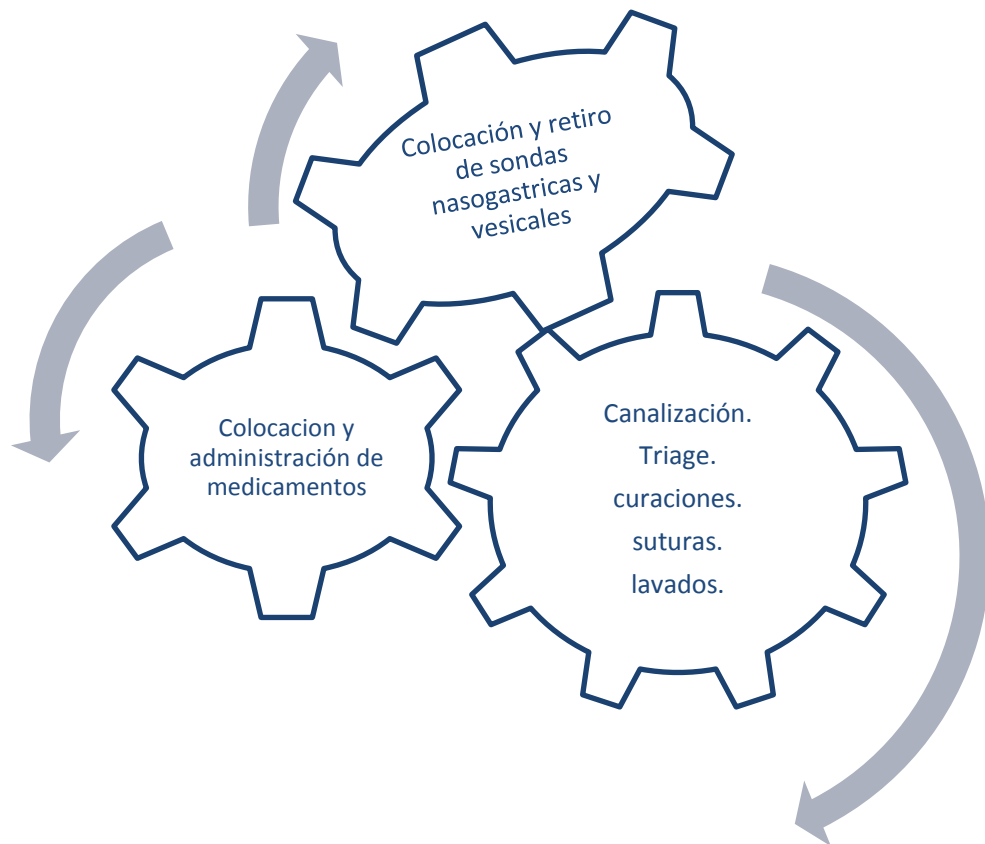 Colocación y retiro
de sondas
nasogastricas y
vesicales
Colocacion y
administración de
medicamentos
Canalización.
Triage.
curaciones.
suturas.
lavados.